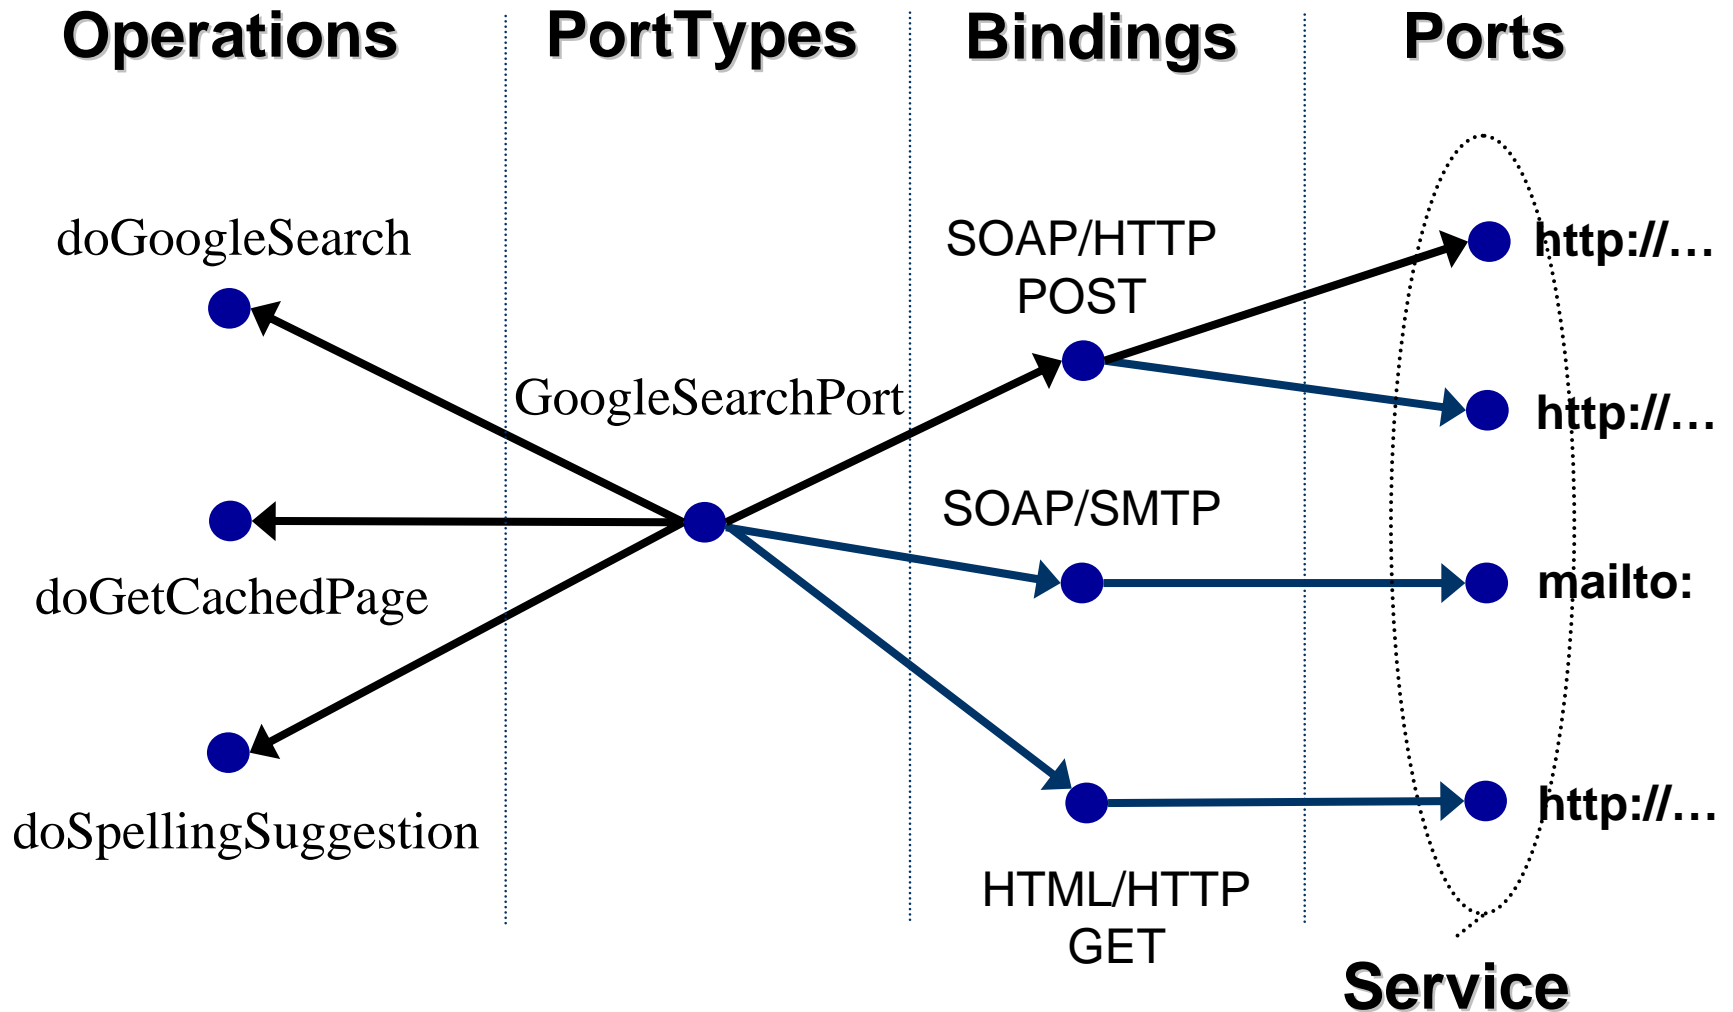 Operations
PortTypes
Bindings
Ports
doGoogleSearch
SOAP/HTTP
POST
http://...
GoogleSearchPort
http://...
SOAP/SMTP
doGetCachedPage
mailto:
doSpellingSuggestion
http://...
HTML/HTTP
GET
Service